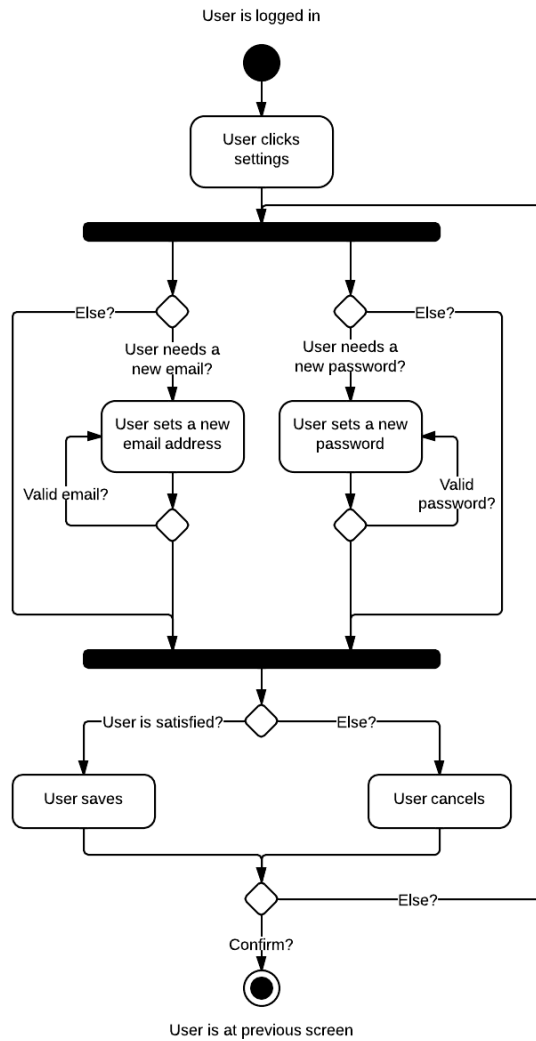 User is logged in
User clicks
settings
Else?
Else?
User needs a
new email?
User needs a
new password?
User sets a new
email address
User sets a new
password
Valid email?
Valid
password?
User is satisfied?
Else?
User saves
User cancels
Else?
Confirm?
User is at previous screen